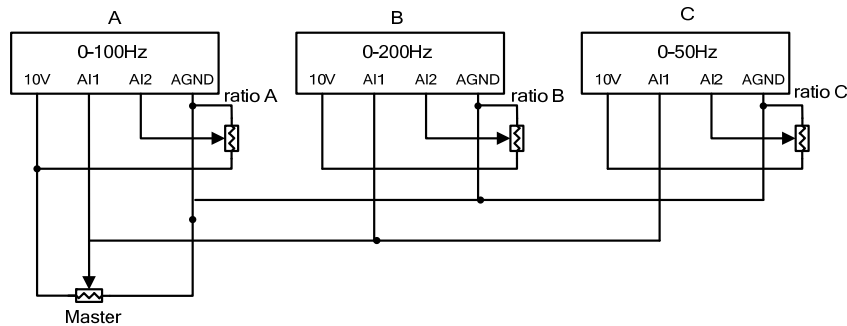 A B C
0-100Hz 0-200Hz 0-50Hz
10V AI1 AI2 AGND 10V AI1 AI2 AGND 10V AI1 AI2 AGND
ratio A ratio B ratio C
Master